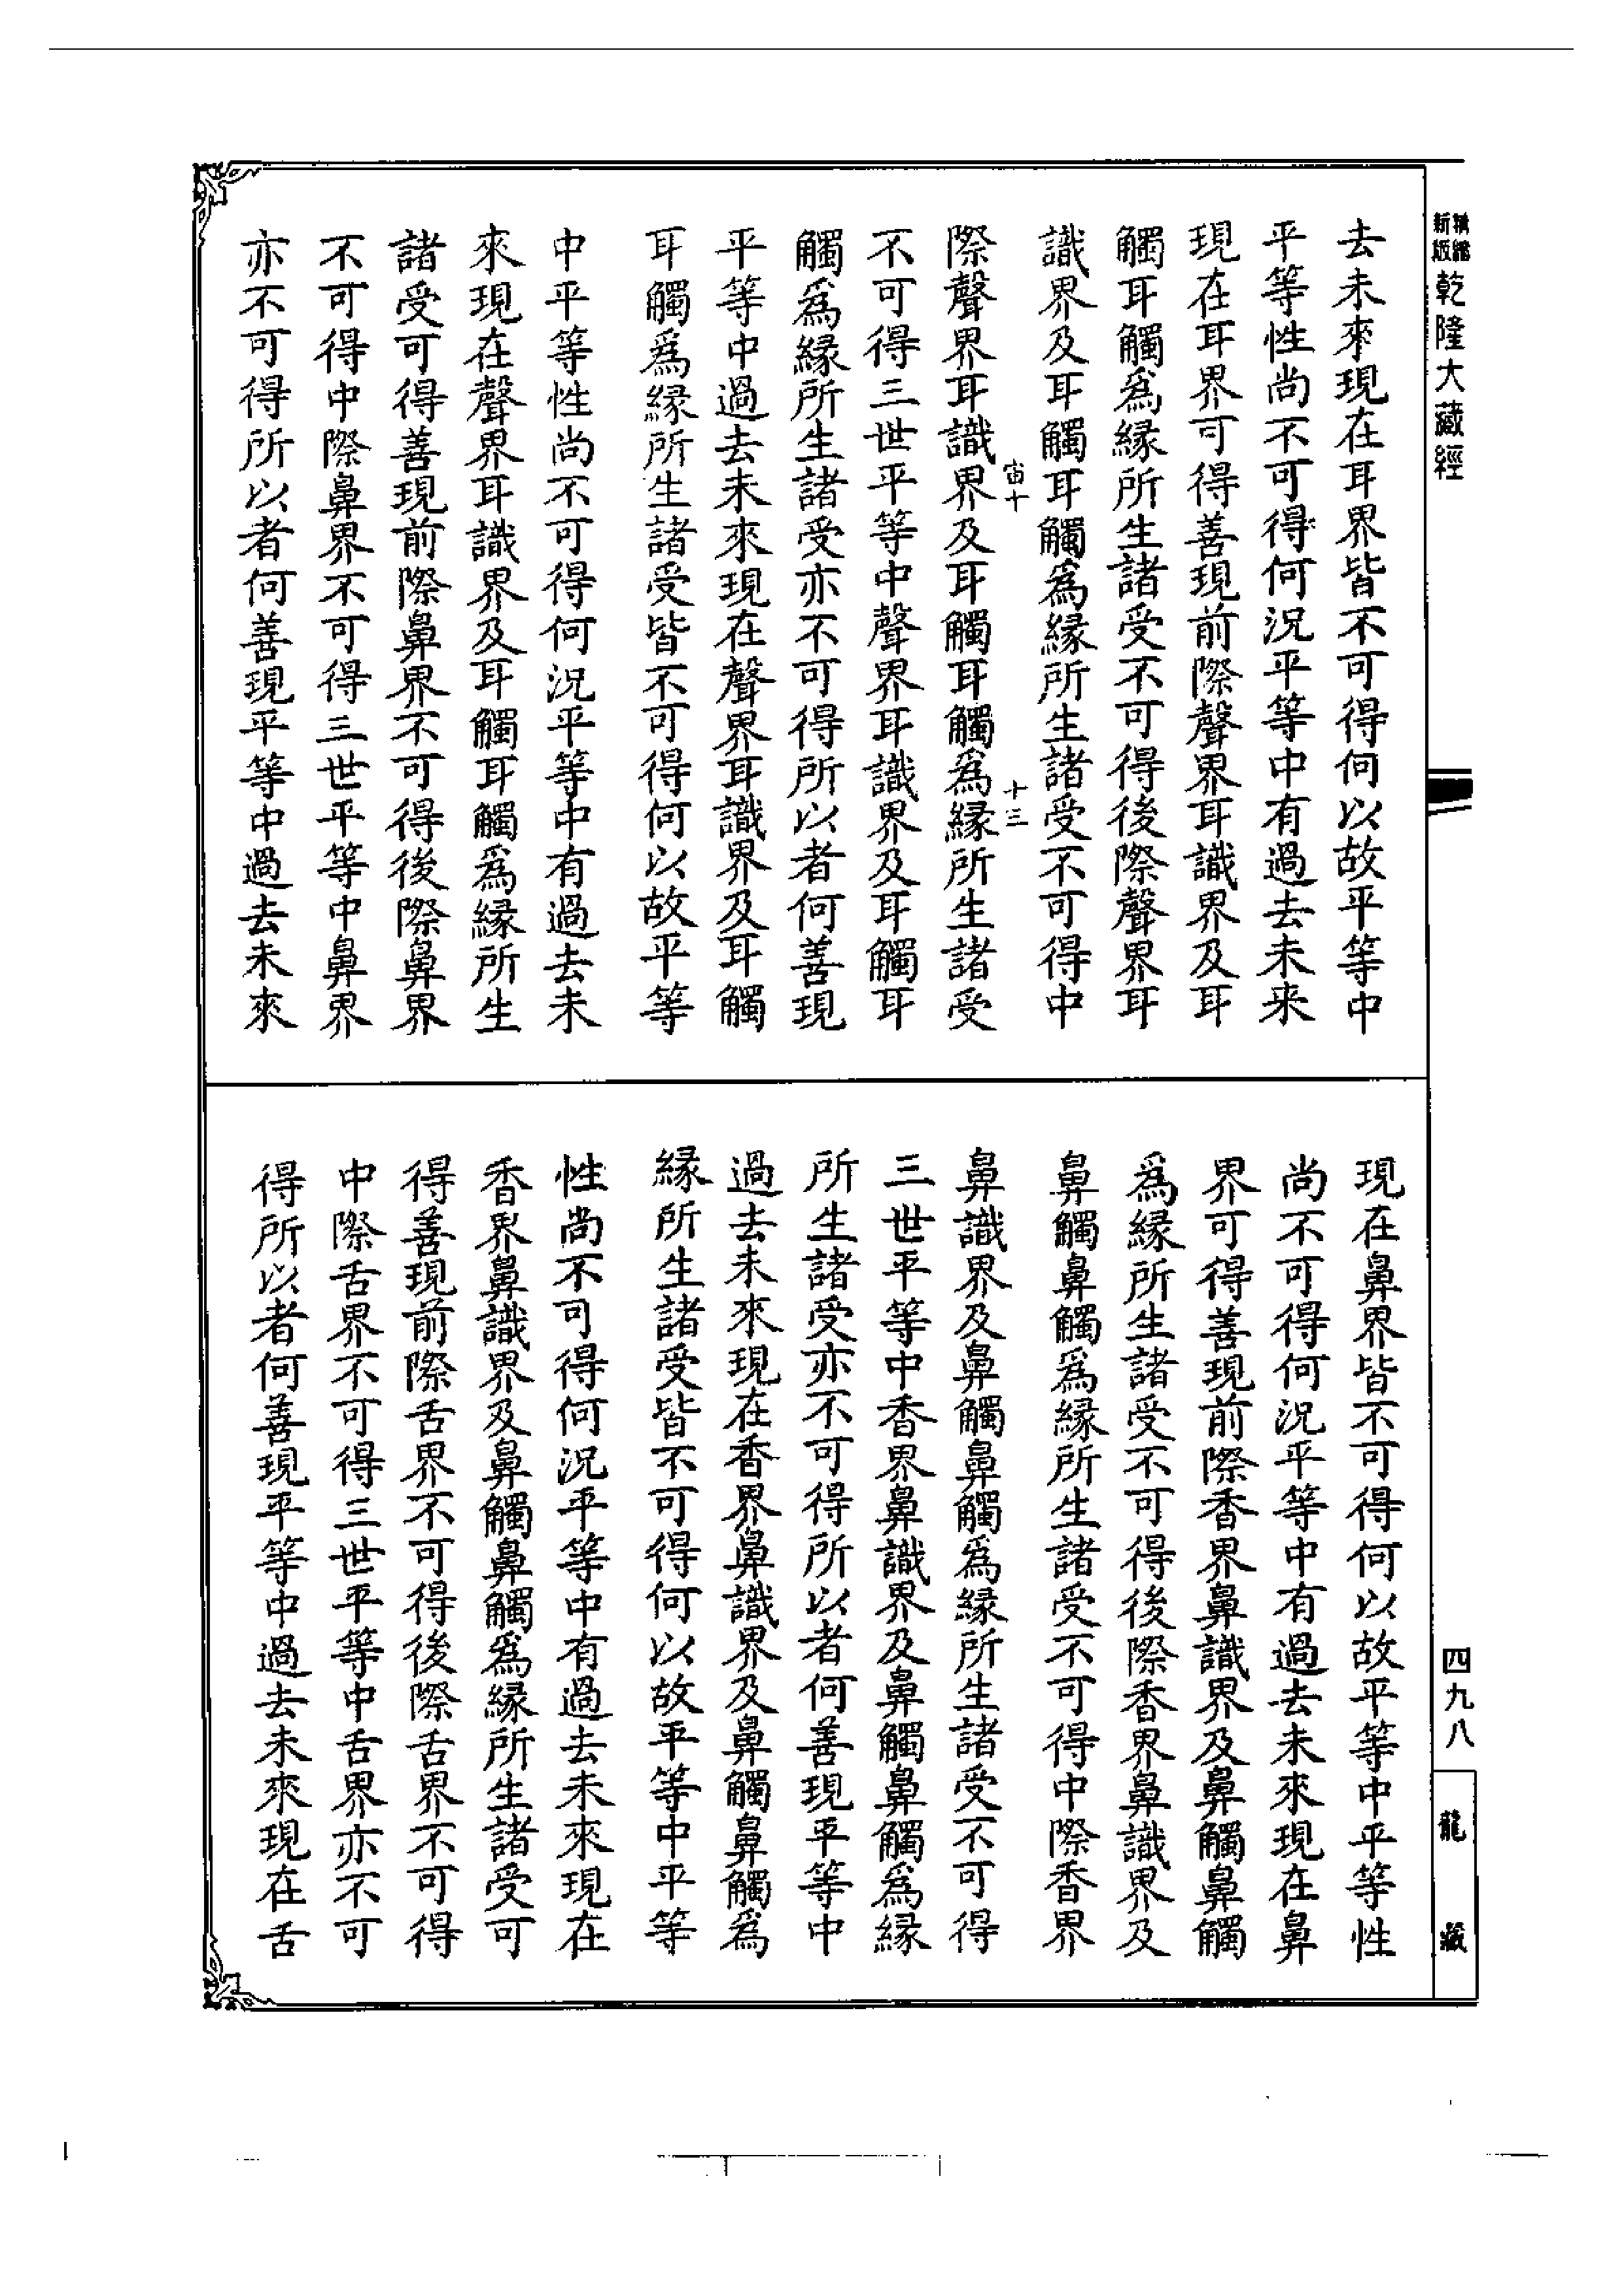 精縮新版乾隆大藏經
去未來現在耳界皆不可得何以故平等中
平等性尚不可得何況平等中有過去未来
現在耳界可得善現前際聲界耳識界及耳
觸耳觸爲緣所生諸受不可得後際聲界耳
識界及耳觸耳觸爲緣所生諸受不可得中
宙十 十三
際聲界耳識界及耳觸耳觸爲緣所生諸受
不可得三世平等中聲界耳識界及耳觸耳
觸爲緣所生諸受亦不可得所以者何善現
平等中過去未來現在聲界耳識界及耳觸
耳觸爲緣所生諸受皆不可得何以故平等
中平等性尚不可得何況平等中有過去未
來現在聲界耳識界及耳觸耳觸爲緣所生
諸受可得善現前際鼻界不可得後際鼻界
不可得中際鼻界不可得三世平等中鼻界
亦不可得所以者何善現平等中過去未來
現在鼻界皆不可得何以故平等中平等性
尚不可得何況平等中有過去未來現在鼻
界可得善現前際香界鼻識界及鼻觸鼻觸
爲緣所生諸受不可得後際香界鼻識界及
鼻觸鼻觸爲緣所生諸受不可得中際香界
鼻識界及鼻觸鼻觸爲緣所生諸受不可得
三世平等中香界鼻識界及鼻觸鼻觸爲緣
所生諸受亦不可得所以者何善現平等中
過去未來現在香界鼻識界及鼻觸鼻觸爲
緣所生諸受皆不可得何以故平等中平等
性尚不可得何況平等中有過去未來現在
香界鼻識界及鼻觸鼻觸爲緣所生諸受可
得善現前際舌界不可得後際舌界不可得
中際舌界不可得三世平等中舌界亦不可
得所以者何善現平等中過去未來現在舌
四九八
龍藏